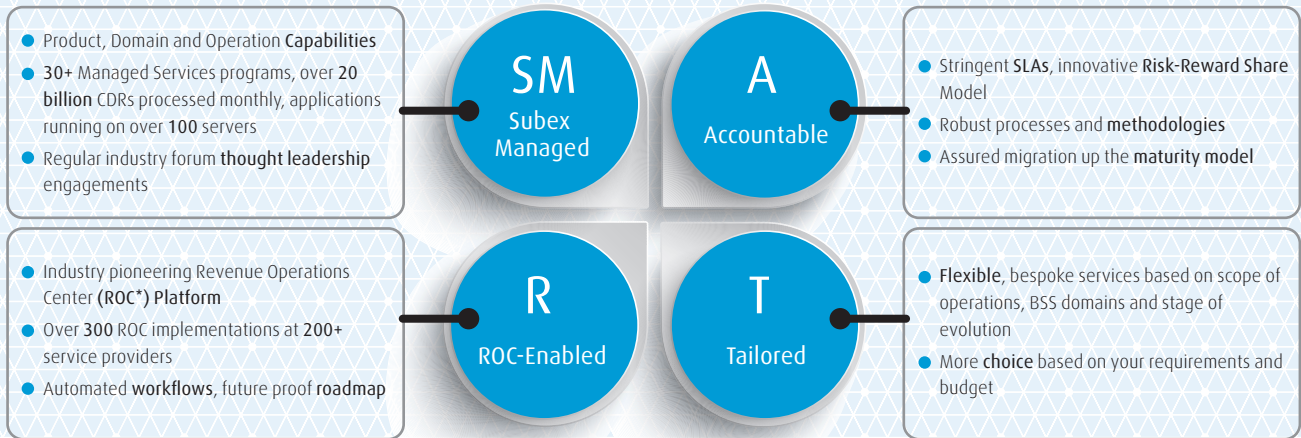 Product, Domain and Operation Capabilities
30+ Managed Services programs, over 20
billion CDRs processed monthly, applications
running on over 100 servers
Regular industry forum thought leadership
engagements
SM
Subex
Managed
A
Accountable
Stringent SLAs, innovative Risk-Reward Share
Model
Robust processes and methodologies
Assured migration up the maturity model
Industry pioneering Revenue Operations
Center (ROC*) Platform
Over 300 ROC implementations at 200+
service providers
Automated workflows, future proof roadmap
R
ROC-Enabled
T
Tailored
Flexible, bespoke services based on scope of
operations, BSS domains and stage of
evolution
More choice based on your requirements and
budget